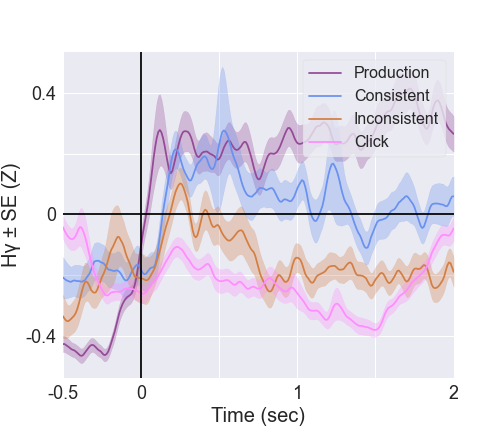 Production
Consistent
Inconsistent
Click
Hγ ± SE (Z)
0.4
0
-0.4
-0.5
0
1
2
Time (sec)